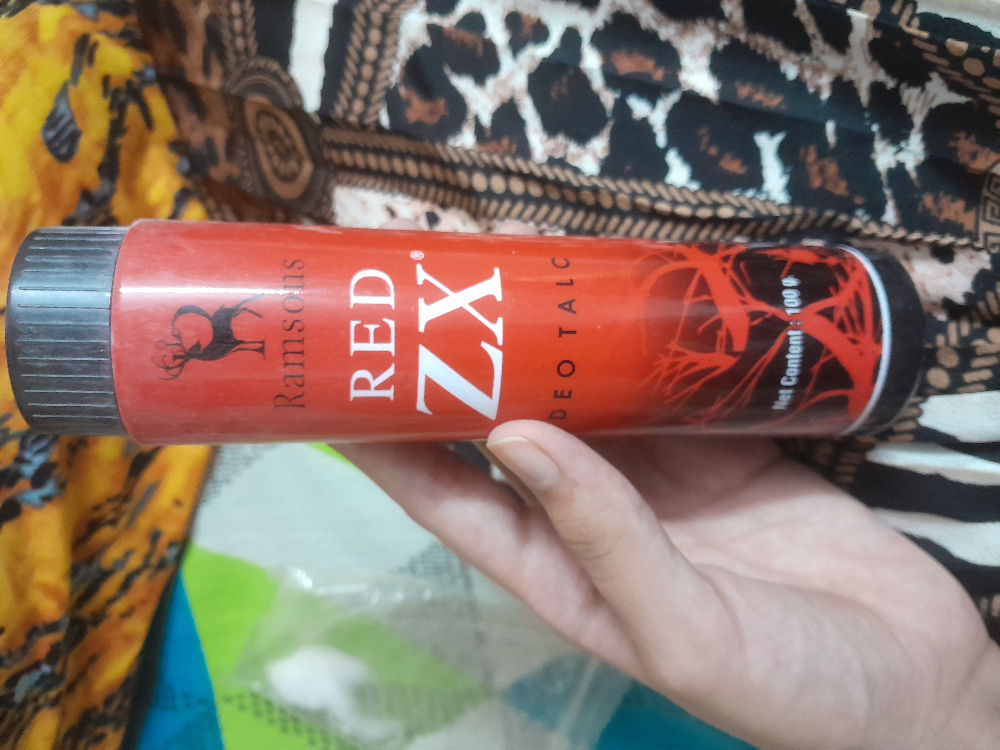 Ramsons
RED
ZX®
DEO TALC
Net Content : 100 g